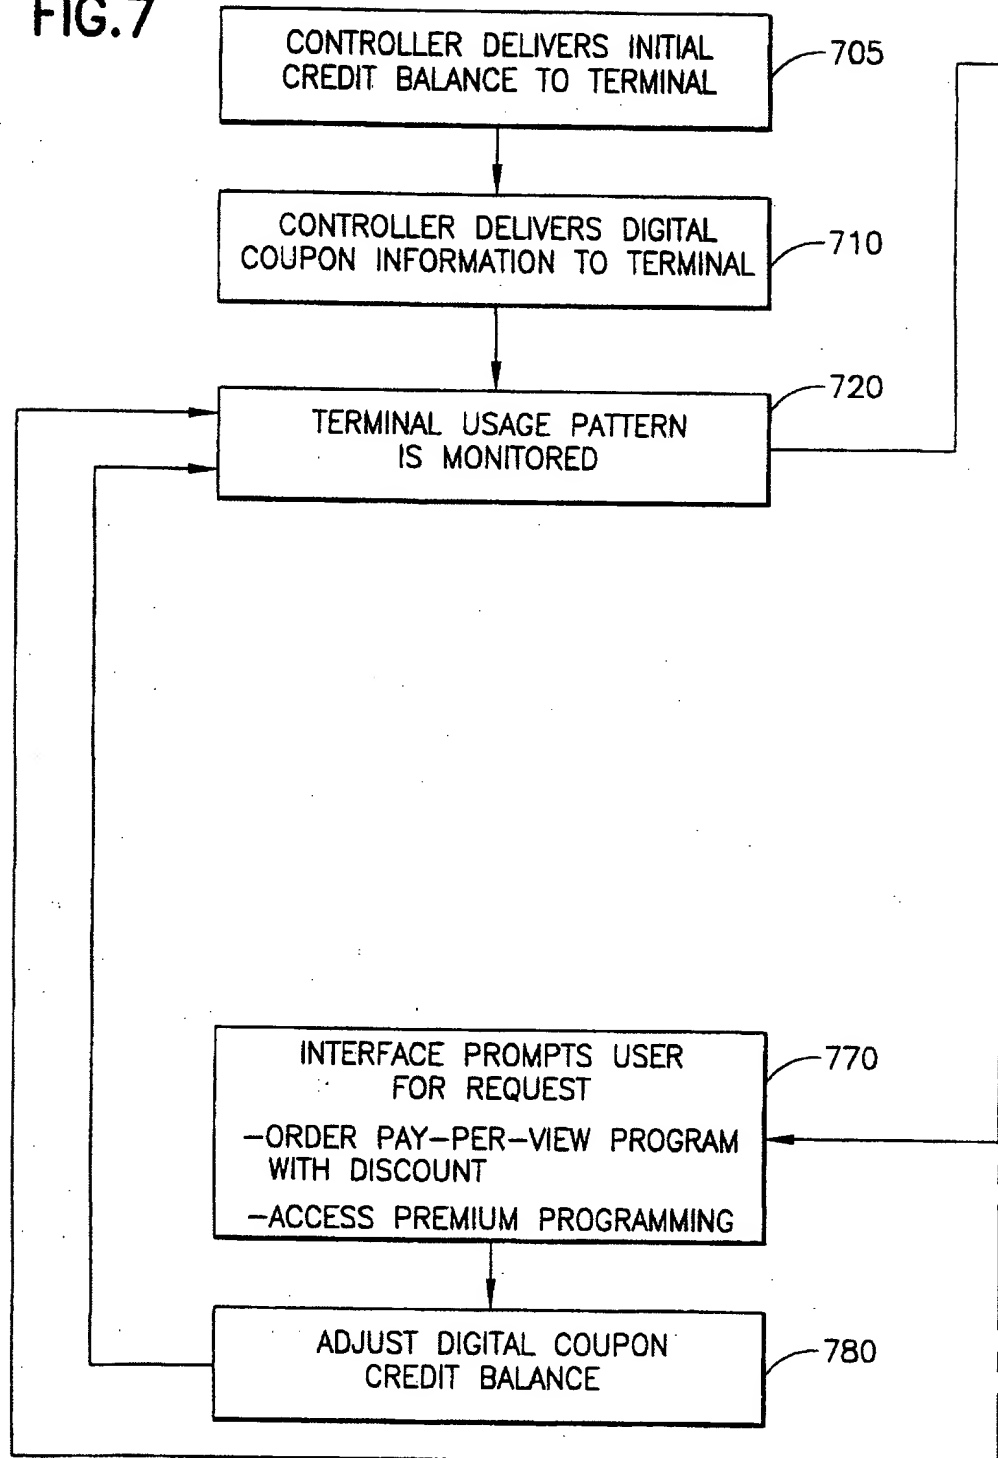 FIG.7
CONTROLLER DELIVERS INITIAL
CREDIT BALANCE TO TERMINAL
705
CONTROLLER DELIVERS DIGITAL
COUPON INFORMATION TO TERMINAL
710
TERMINAL USAGE PATTERN
IS MONITORED
720
INTERFACE PROMPTS USER
FOR REQUEST
-ORDER PAY-PER-VIEW PROGRAM
WITH DISCOUNT
-ACCESS PREMIUM PROGRAMMING
770
ADJUST DIGITAL COUPON
CREDIT BALANCE
780